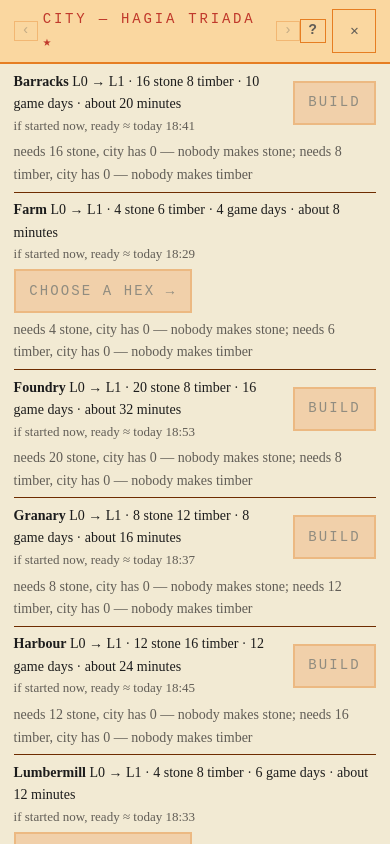 ‹ CITY — HAGIA TRIADA ★ › ? ×
Barracks L0 → L1 · 16 stone 8 timber · 10
game days · about 20 minutes
if started now, ready ≈ today 18:41
BUILD
needs 16 stone, city has 0 — nobody makes stone; needs 8
timber, city has 0 — nobody makes timber
Farm L0 → L1 · 4 stone 6 timber · 4 game days · about 8
minutes
if started now, ready ≈ today 18:29
CHOOSE A HEX →
needs 4 stone, city has 0 — nobody makes stone; needs 6
timber, city has 0 — nobody makes timber
Foundry L0 → L1 · 20 stone 8 timber · 16
game days · about 32 minutes
if started now, ready ≈ today 18:53
BUILD
needs 20 stone, city has 0 — nobody makes stone; needs 8
timber, city has 0 — nobody makes timber
Granary L0 → L1 · 8 stone 12 timber · 8
game days · about 16 minutes
if started now, ready ≈ today 18:37
BUILD
needs 8 stone, city has 0 — nobody makes stone; needs 12
timber, city has 0 — nobody makes timber
Harbour L0 → L1 · 12 stone 16 timber · 12
game days · about 24 minutes
if started now, ready ≈ today 18:45
BUILD
needs 12 stone, city has 0 — nobody makes stone; needs 16
timber, city has 0 — nobody makes timber
Lumbermill L0 → L1 · 4 stone 8 timber · 6 game days · about
12 minutes
if started now, ready ≈ today 18:33